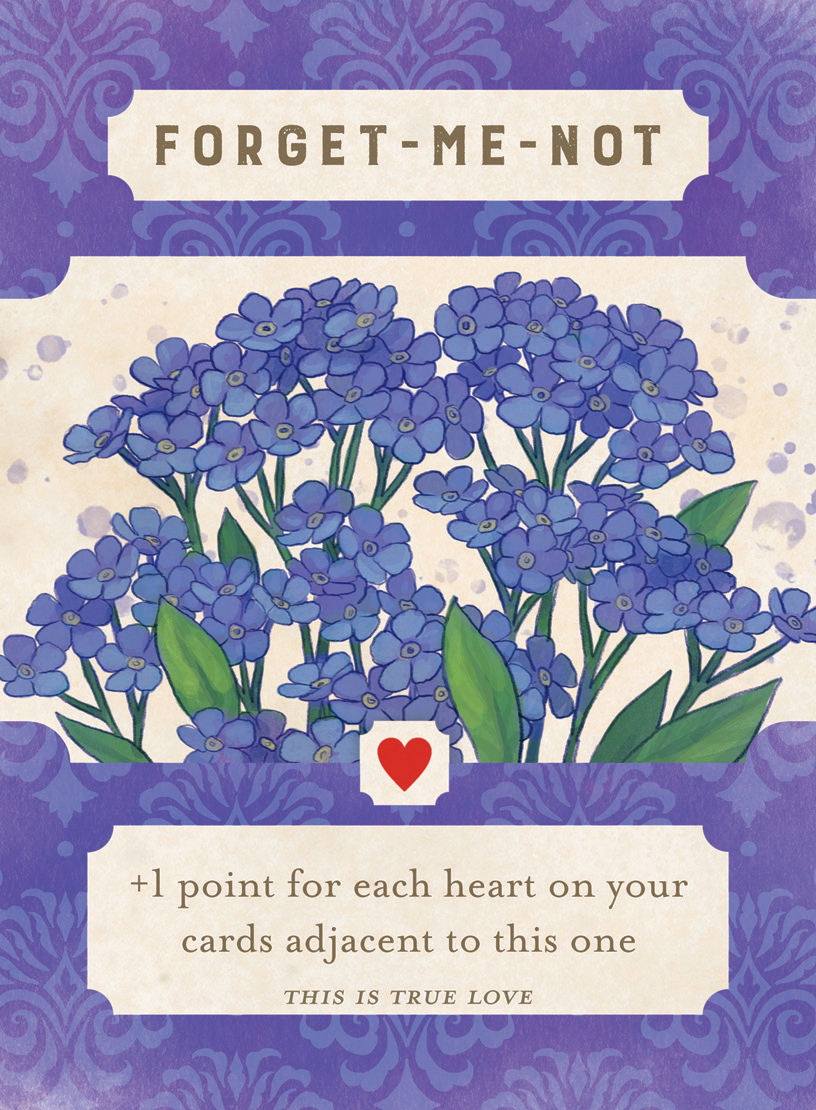 FORGET-ME-NOT
+1 point for each heart on your
cards adjacent to this one
THIS IS TRUE LOVE